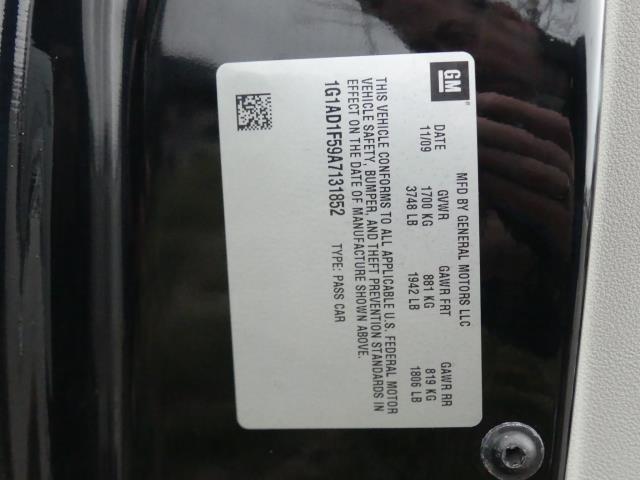 GM
MFD BY GENERAL MOTORS LLC
DATE GVWR GAWR FRT GAWR RR
11/09 1700 KG 881 KG 819 KG
3748 LB 1942 LB 1806 LB
THIS VEHICLE CONFORMS TO ALL APPLICABLE U.S. FEDERAL MOTOR
VEHICLE SAFETY, BUMPER, AND THEFT PREVENTION STANDARDS IN
EFFECT ON THE DATE OF MANUFACTURE SHOWN ABOVE.
1G1AD1F59A7131852 TYPE: PASS CAR